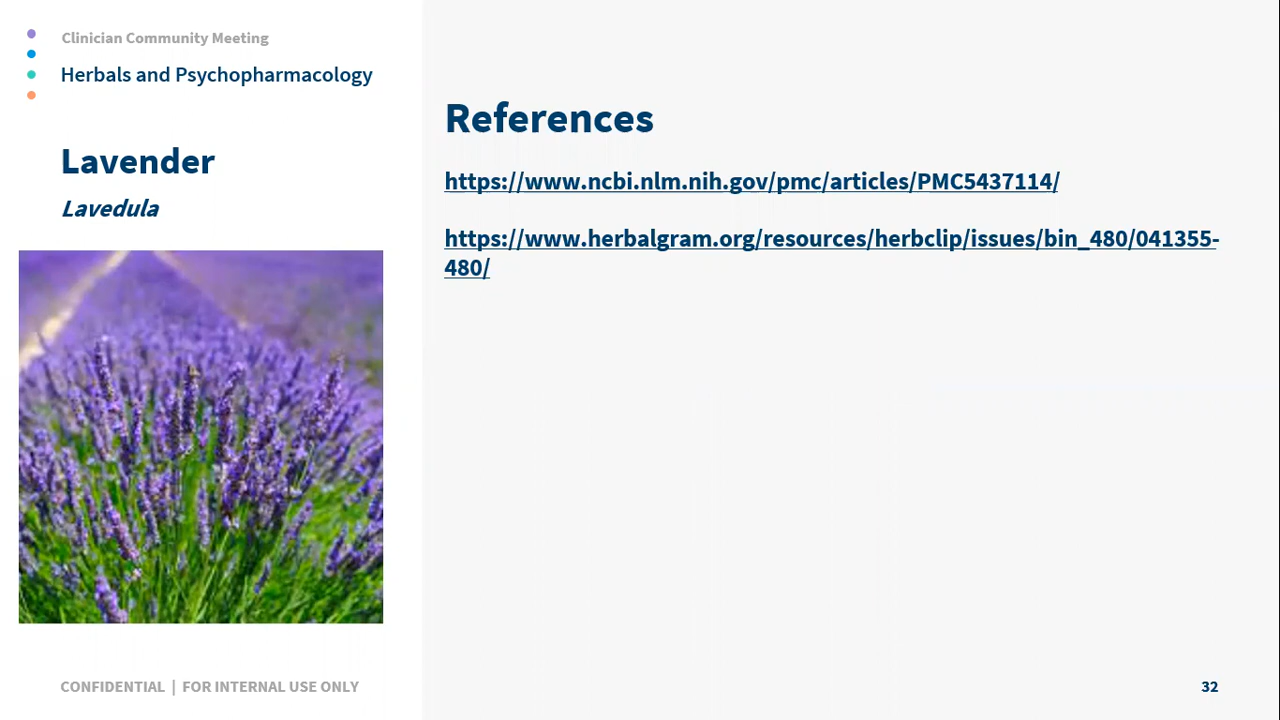 Clinician Community Meeting
Herbals and Psychopharmacology
Lavender
Lavedula
References
https://www.ncbi.nlm.nih.gov/pmc/articles/PMC5437114/
https://www.herbalgram.org/resources/herbclip/issues/bin_480/041355-
480/
CONFIDENTIAL | FOR INTERNAL USE ONLY
32